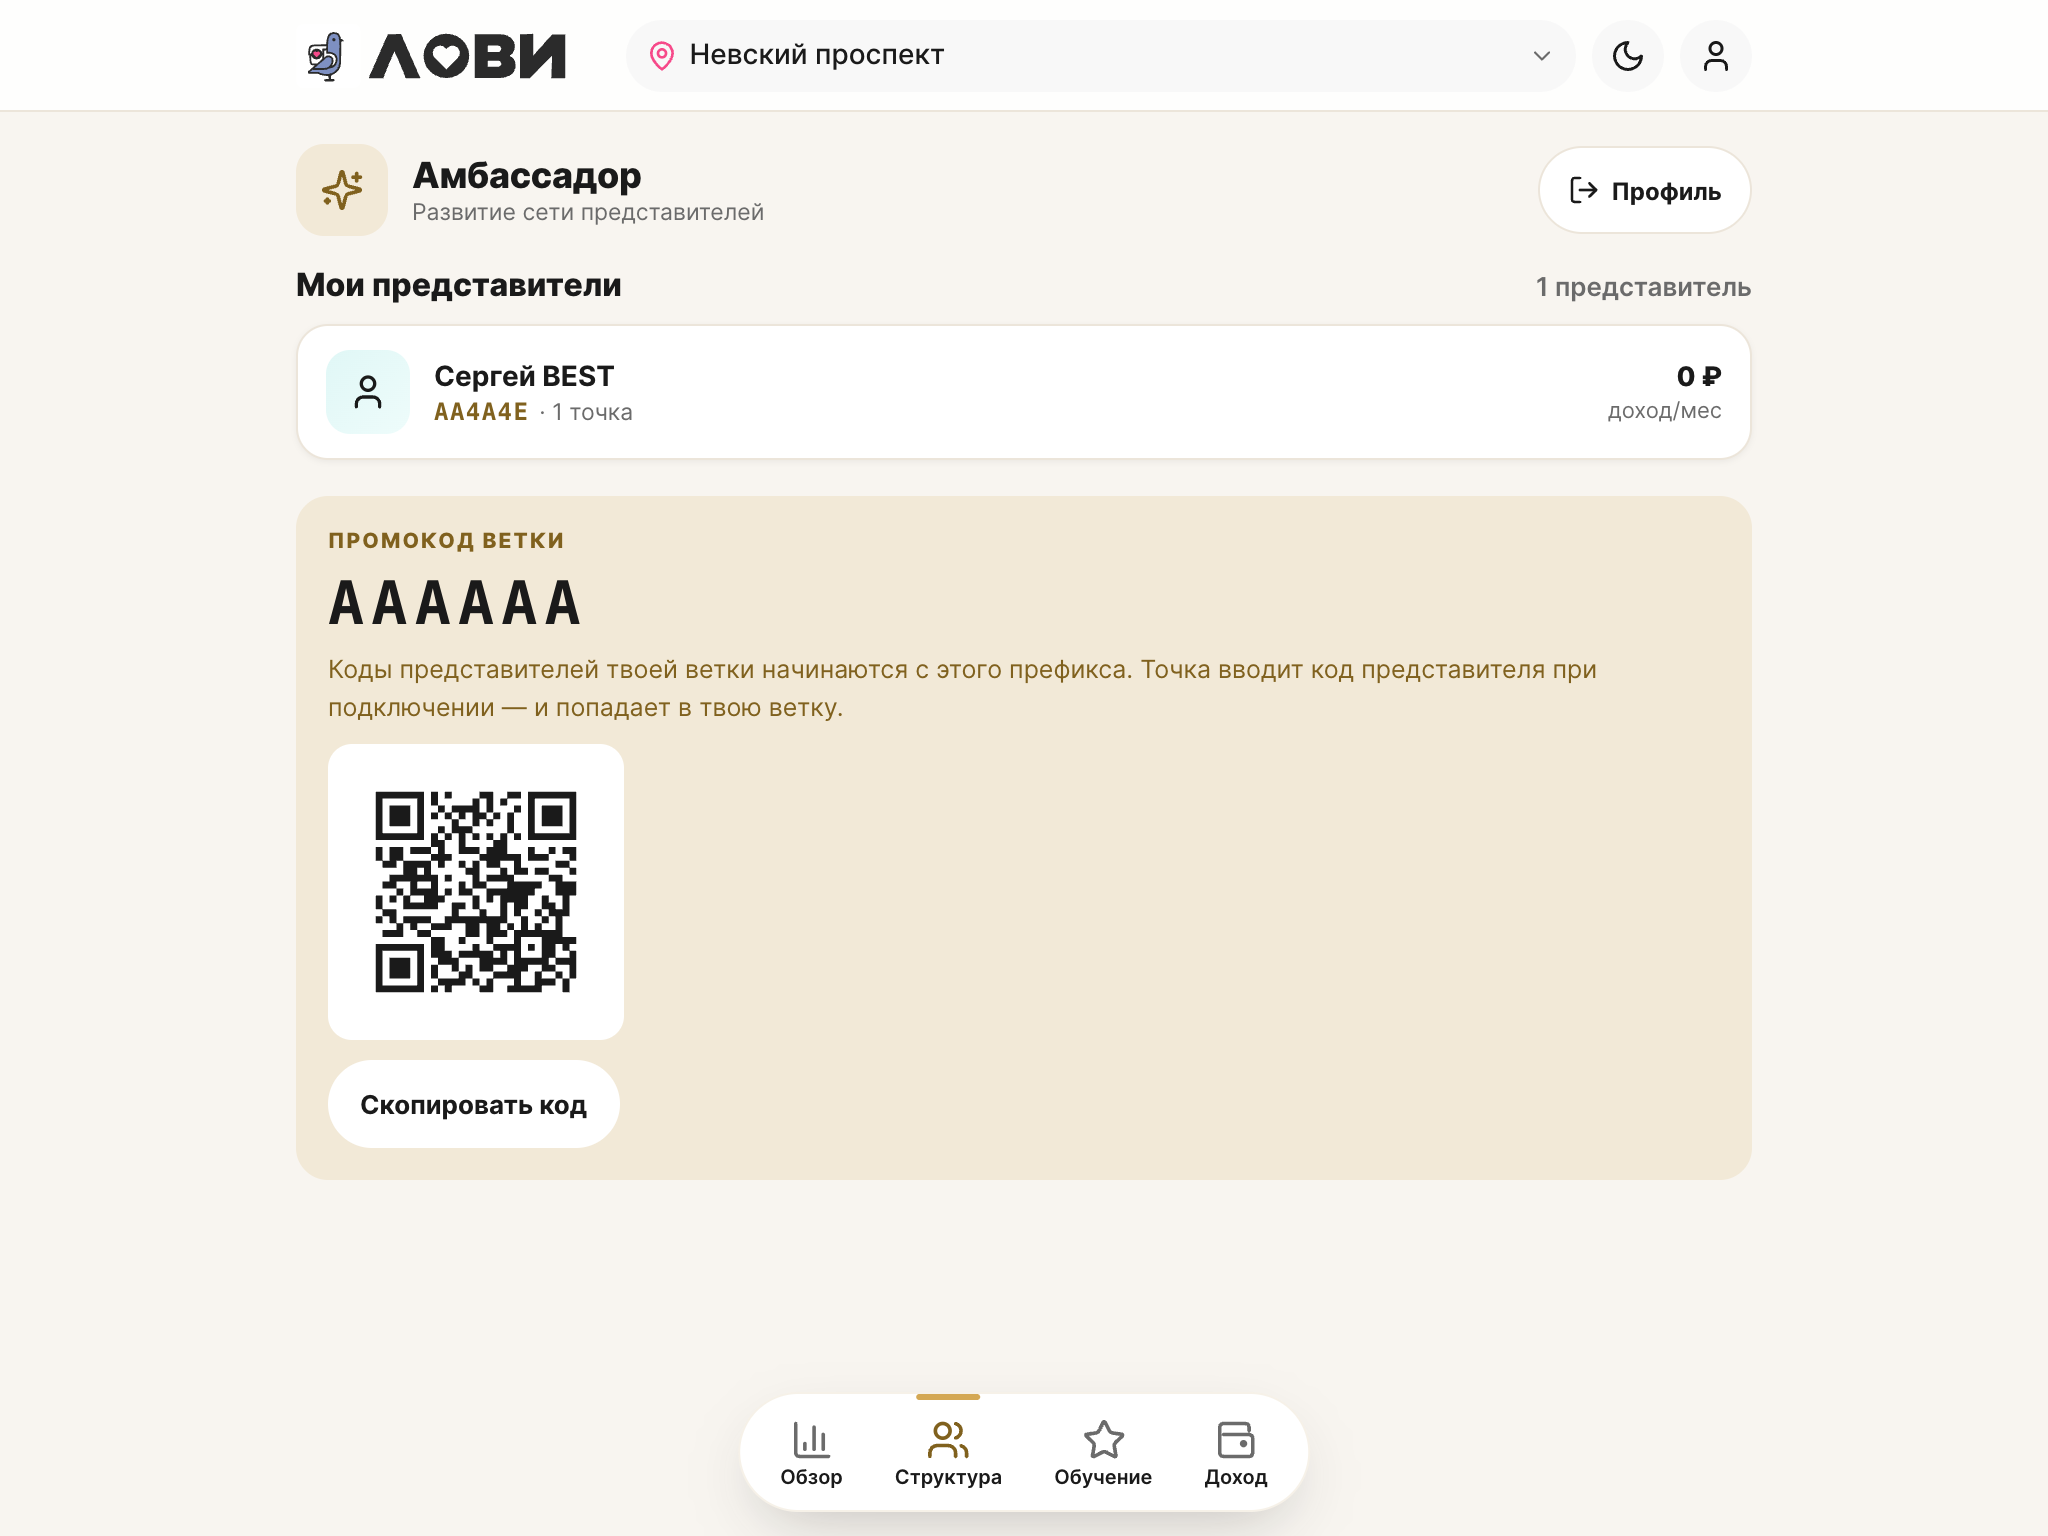 ЛОВИ
Невский проспект
Амбассадор
Развитие сети представителей
Профиль
Мои представители
1 представитель
Сергей BEST
AA4A4E · 1 точка
0 ₽
доход/мес
ПРОМОКОД ВЕТКИ
AAAAAA
Коды представителей твоей ветки начинаются с этого префикса. Точка вводит код представителя при
подключении — и попадает в твою ветку.
Скопировать код
Обзор
Структура
Обучение
Доход